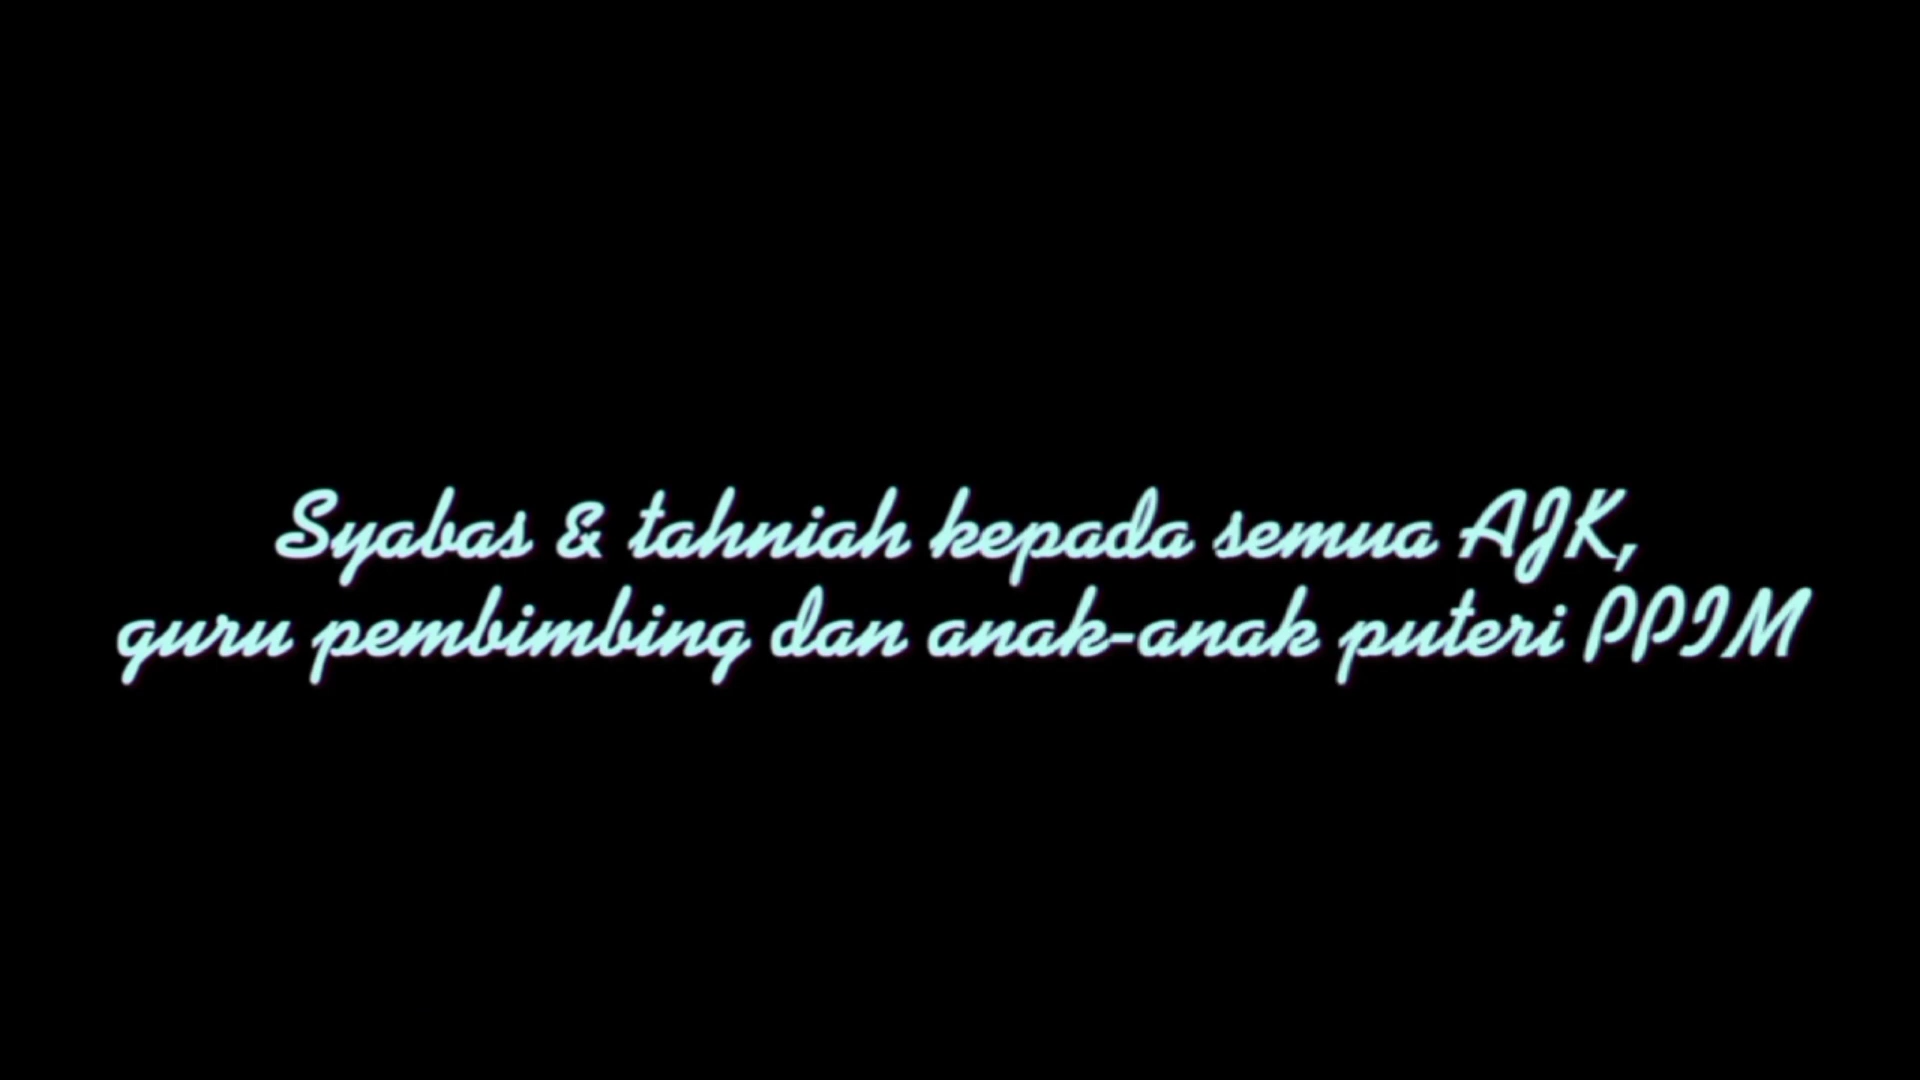 Syabas & tahniah kepada semua AJK,
guru pembimbing dan anak-anak puteri PPIM